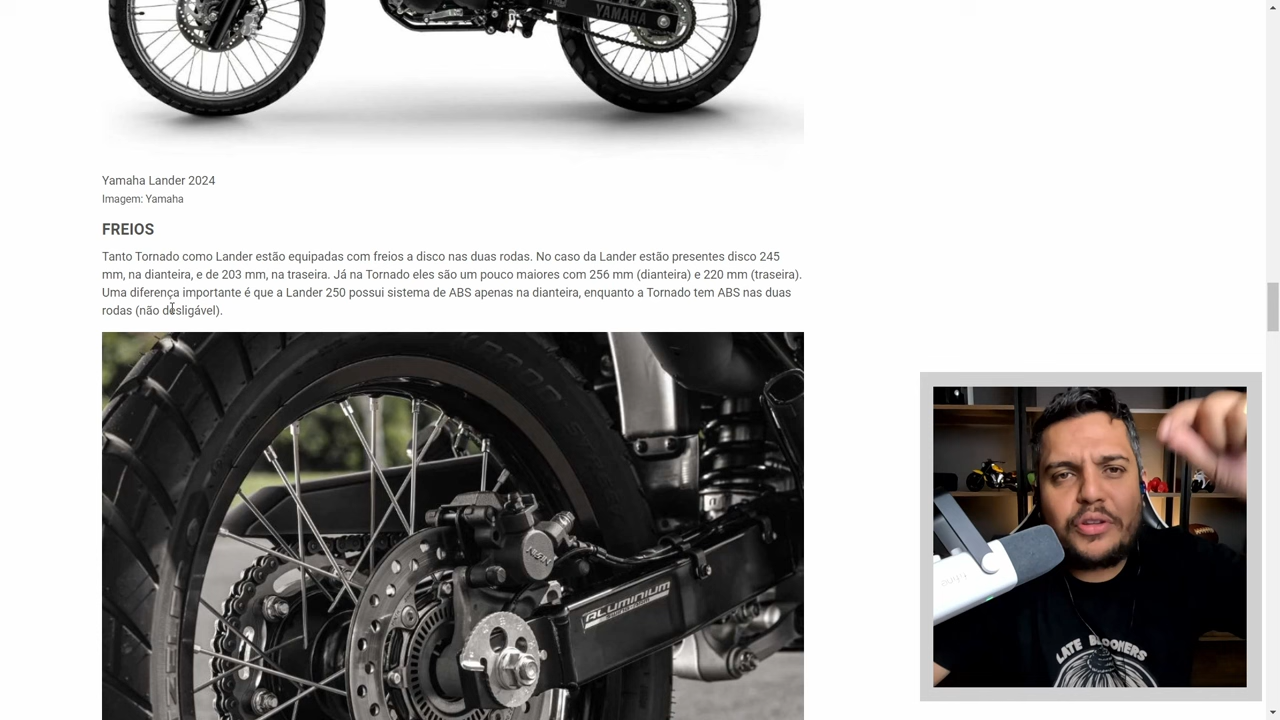 YAMAHA
Yamaha Lander 2024
Imagem: Yamaha
FREIOS
Tanto Tornado como Lander estão equipadas com freios a disco nas duas rodas. No caso da Lander estão presentes disco 245
mm, na dianteira, e de 203 mm, na traseira. Já na Tornado eles são um pouco maiores com 256 mm (dianteira) e 220 mm (traseira).
Uma diferença importante é que a Lander 250 possui sistema de ABS apenas na dianteira, enquanto a Tornado tem ABS nas duas
rodas (não desligável).
NISSIN
ALUMINIUM
LATE BLOOMERS